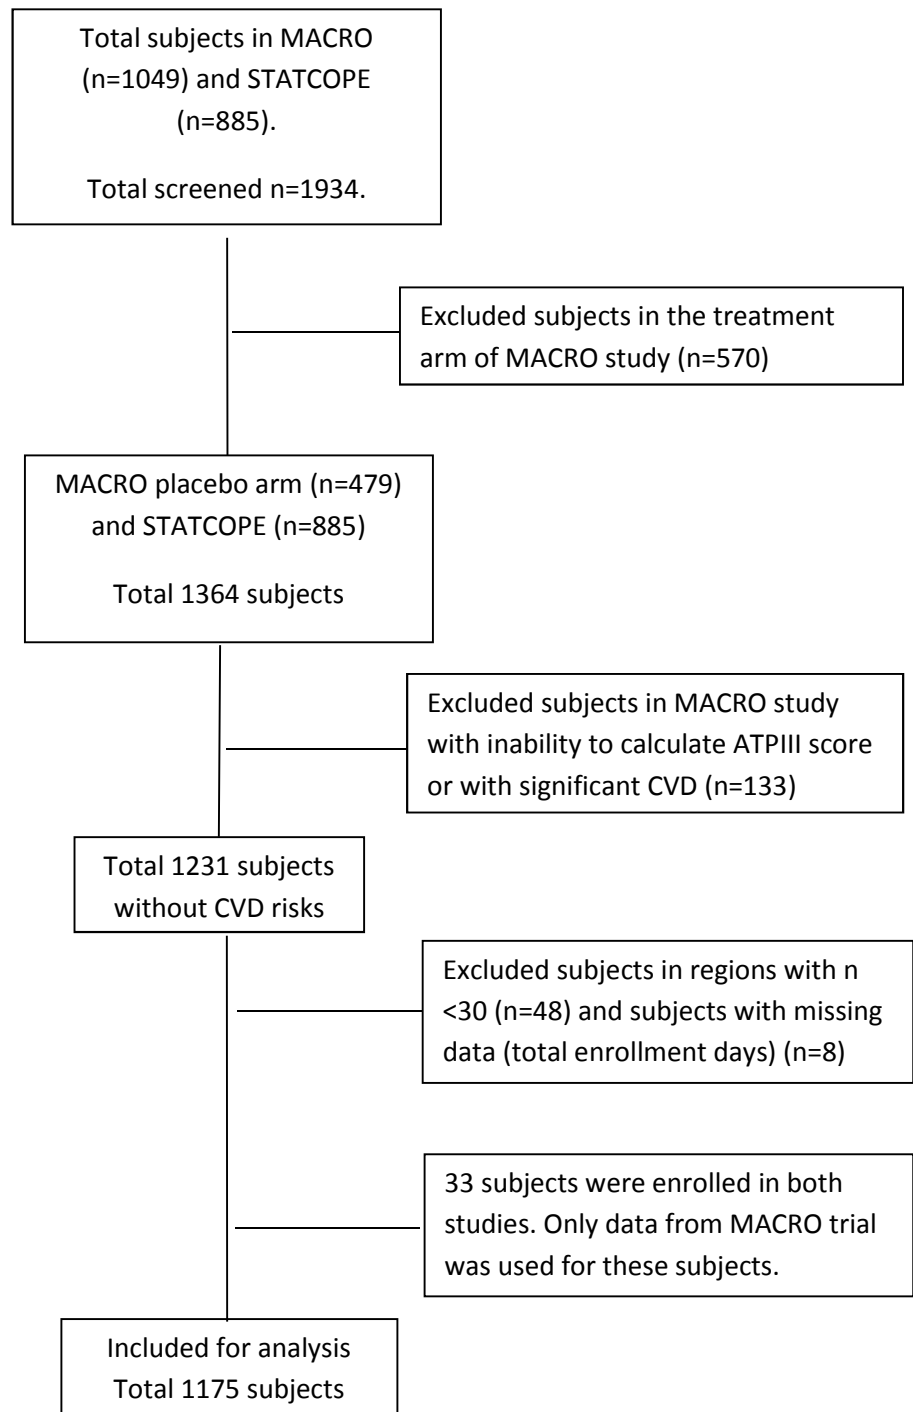 Total subjects in MACRO
(n=1049) and STATCOPE
(n=885).
Total screened n=1934.
Excluded subjects in the treatment
arm of MACRO study (n=570)
MACRO placebo arm (n=479)
and STATCOPE (n=885)
Total 1364 subjects
Excluded subjects in MACRO study
with inability to calculate ATPIII score
or with significant CVD (n=133)
Total 1231 subjects
without CVD risks
Excluded subjects in regions with n
<30 (n=48) and subjects with missing
data (total enrollment days) (n=8)
33 subjects were enrolled in both
studies. Only data from MACRO trial
was used for these subjects.
Included for analysis
Total 1175 subjects